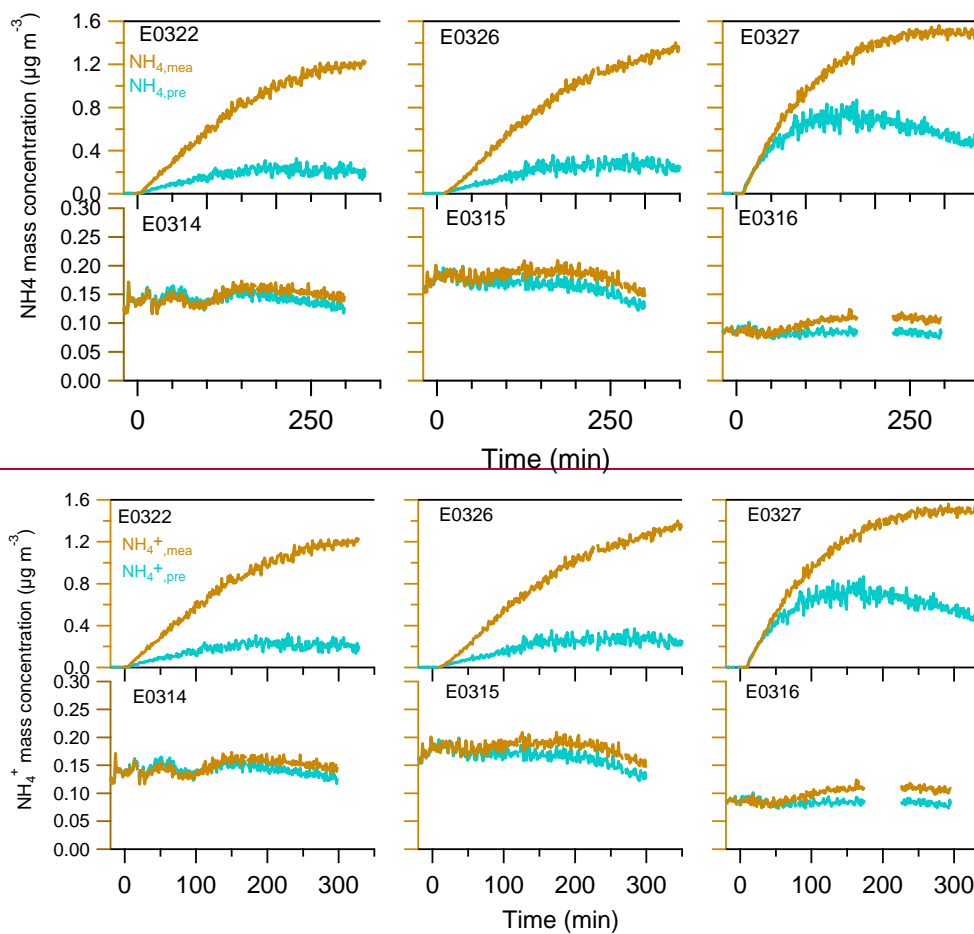 NH4 mass concentration (µg m⁻³)
1.6
1.2
0.8
0.4
0.0
E0322
NH₄,mea
NH₄,pre
E0326
E0327
0.30
0.25
0.20
0.15
0.10
0.05
0.00
E0314
E0315
E0316
0 250 0 250 0 250
Time (min)
NH₄⁺ mass concentration (µg m⁻³)
1.6
1.2
0.8
0.4
0.0
E0322
NH₄⁺,mea
NH₄⁺,pre
E0326
E0327
0.30
0.25
0.20
0.15
0.10
0.05
0.00
E0314
E0315
E0316
0 100 200 300 0 100 200 300 0 100 200 300
Time (min)